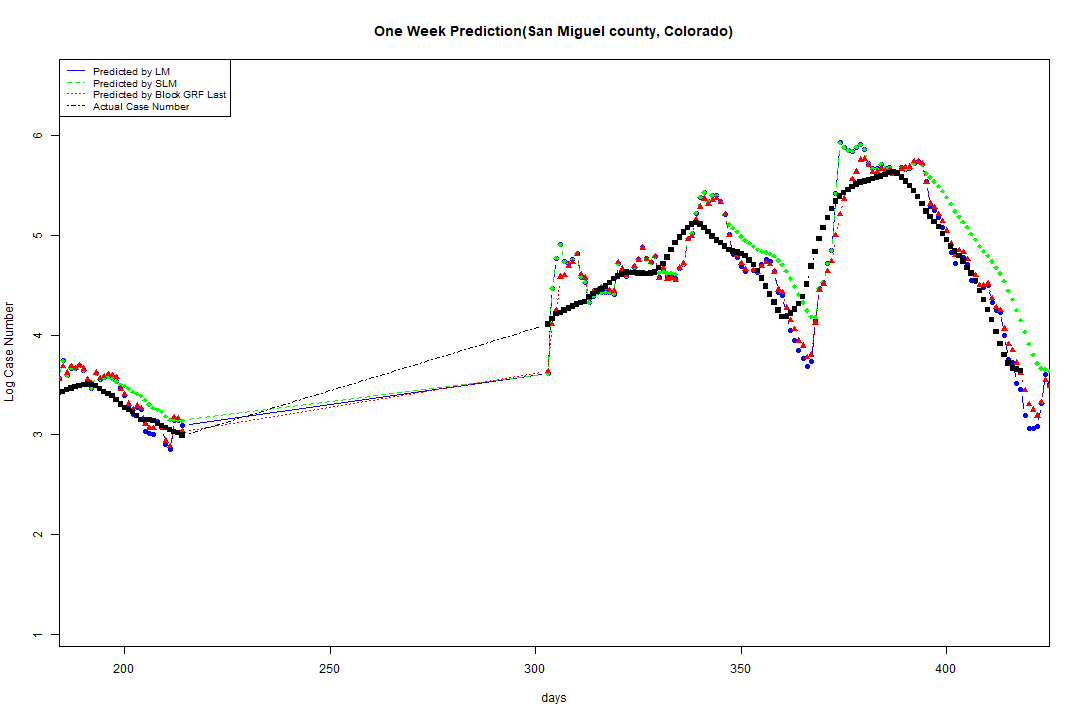 One Week Prediction(San Miguel county, Colorado)
Predicted by LM
Predicted by SLM
Predicted by Block GRF Last
Actual Case Number
Log Case Number
6
5
4
3
2
1
200 250 300 350 400
days